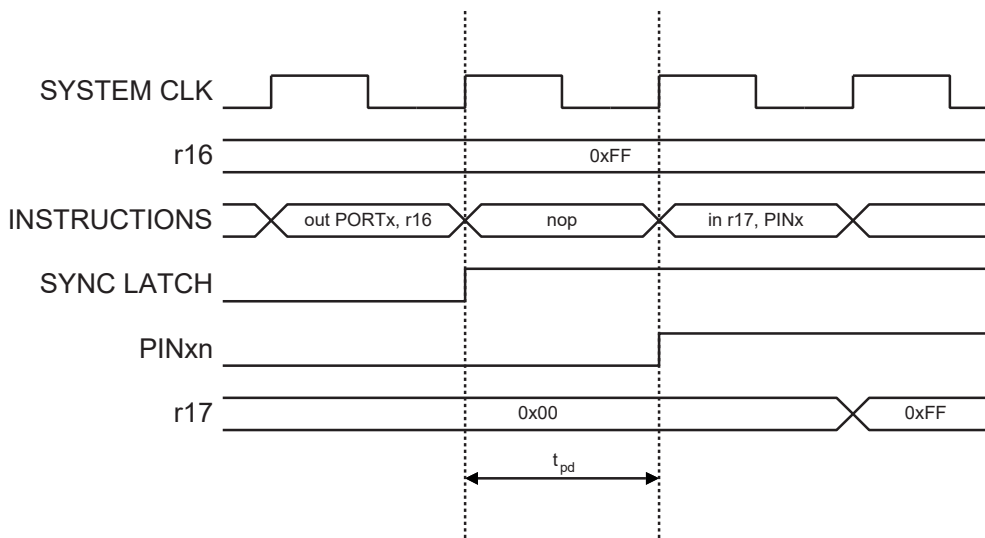 SYSTEM CLK
r16
0xFF
INSTRUCTIONS
out PORTx, r16
nop
in r17, PINx
SYNC LATCH
PINxn
r17
0x00
0xFF
tpd